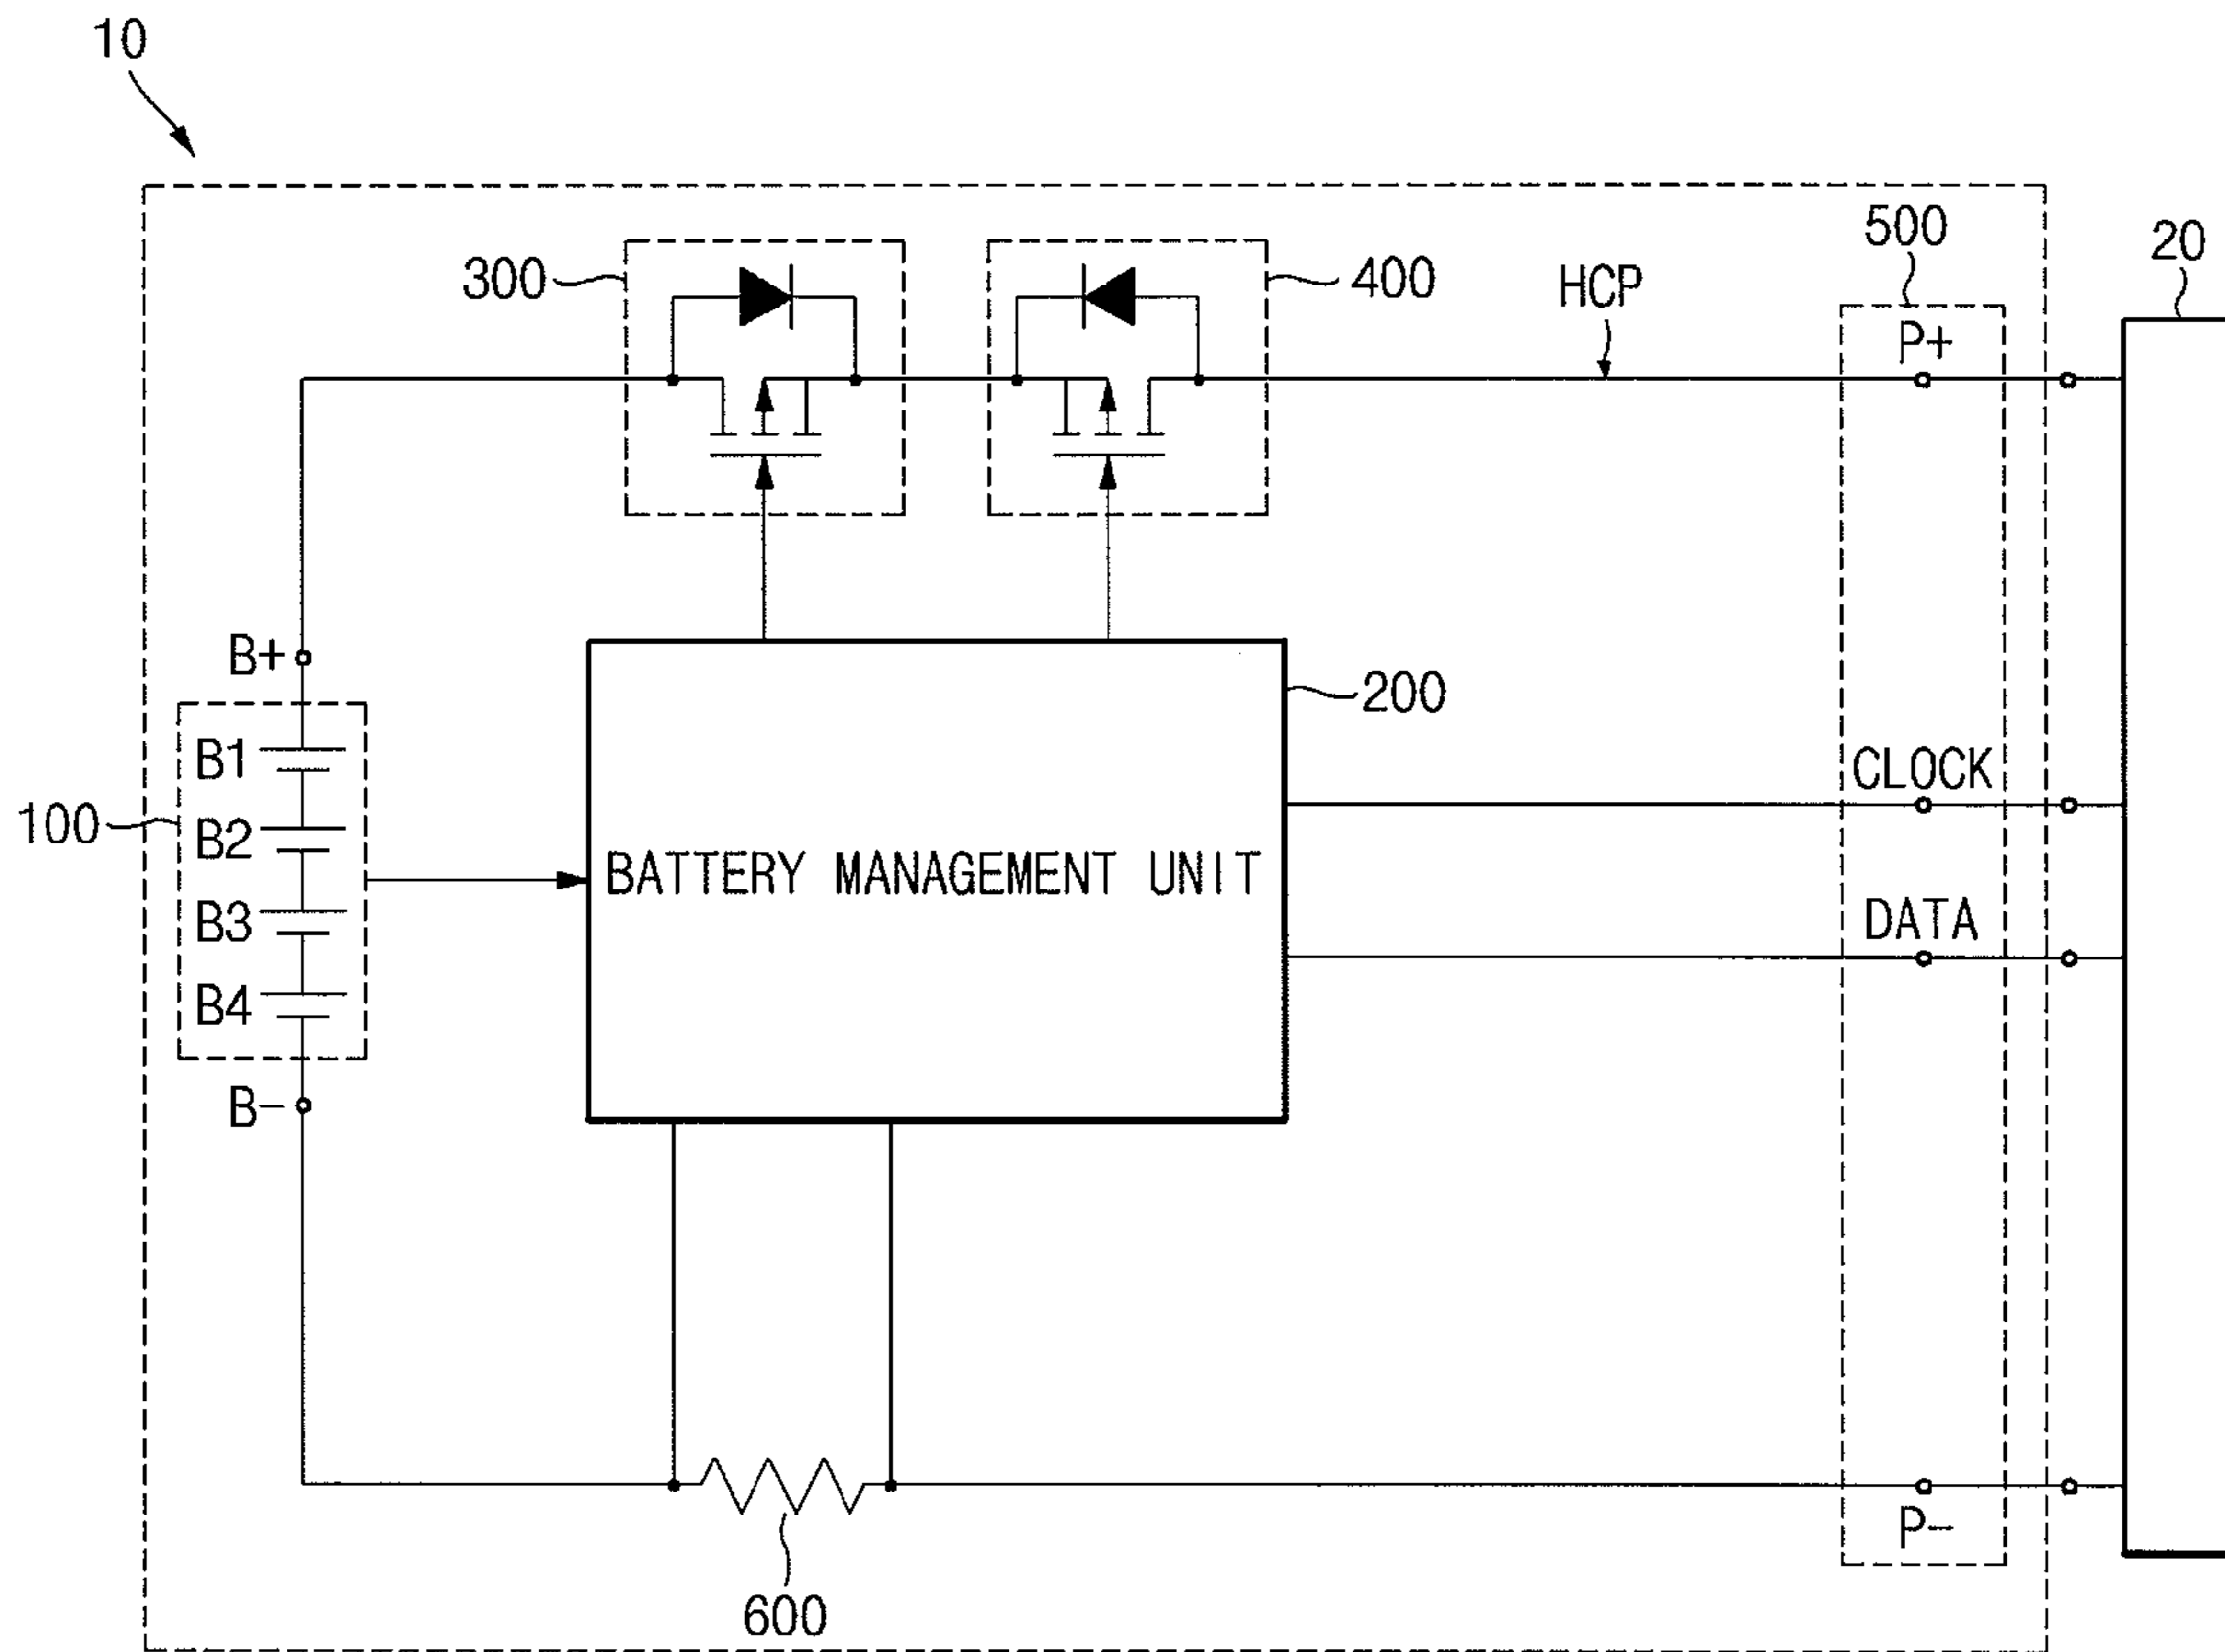 10
500
20
300
400
HCP
P+
B+
200
B1
CLOCK
100
B2
BATTERY MANAGEMENT UNIT
B3
DATA
B4
B-
P-
600